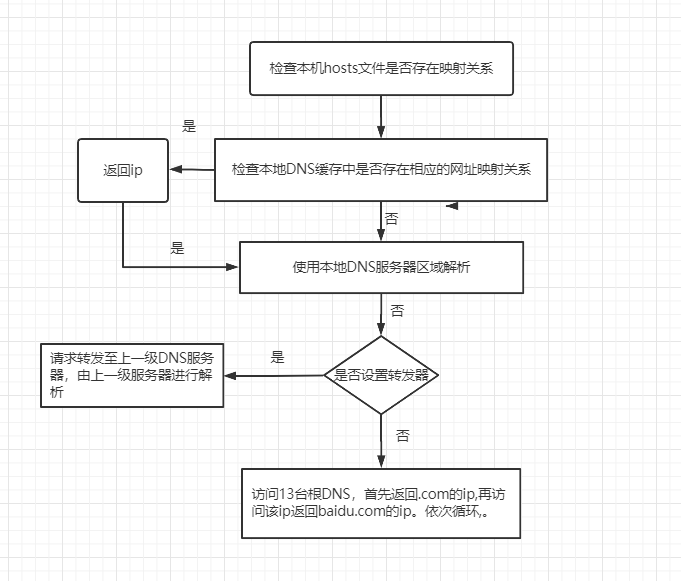 检查本机hosts文件是否存在映射关系
是
返回ip
检查本地DNS缓存中是否存在相应的网址映射关系
否
是
使用本地DNS服务器区域解析
否
请求转发至上一级DNS服务
器，由上一级服务器进行解
析
是
是否设置转发器
否
访问13台根DNS，首先返回.com的ip,再访
问该ip返回baidu.com的ip。依次循环,。